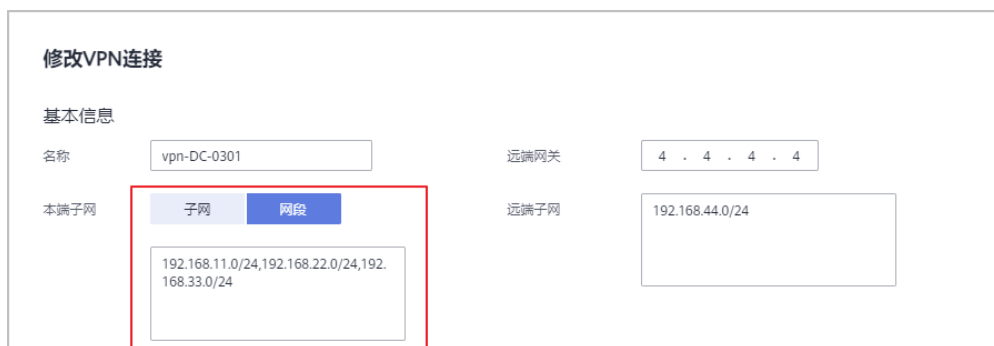 修改VPN连接
基本信息
名称
vpn-DC-0301
远端网关
4 . 4 . 4 . 4
本端子网
子网
网段
远端子网
192.168.44.0/24
192.168.11.0/24,192.168.22.0/24,192.
168.33.0/24